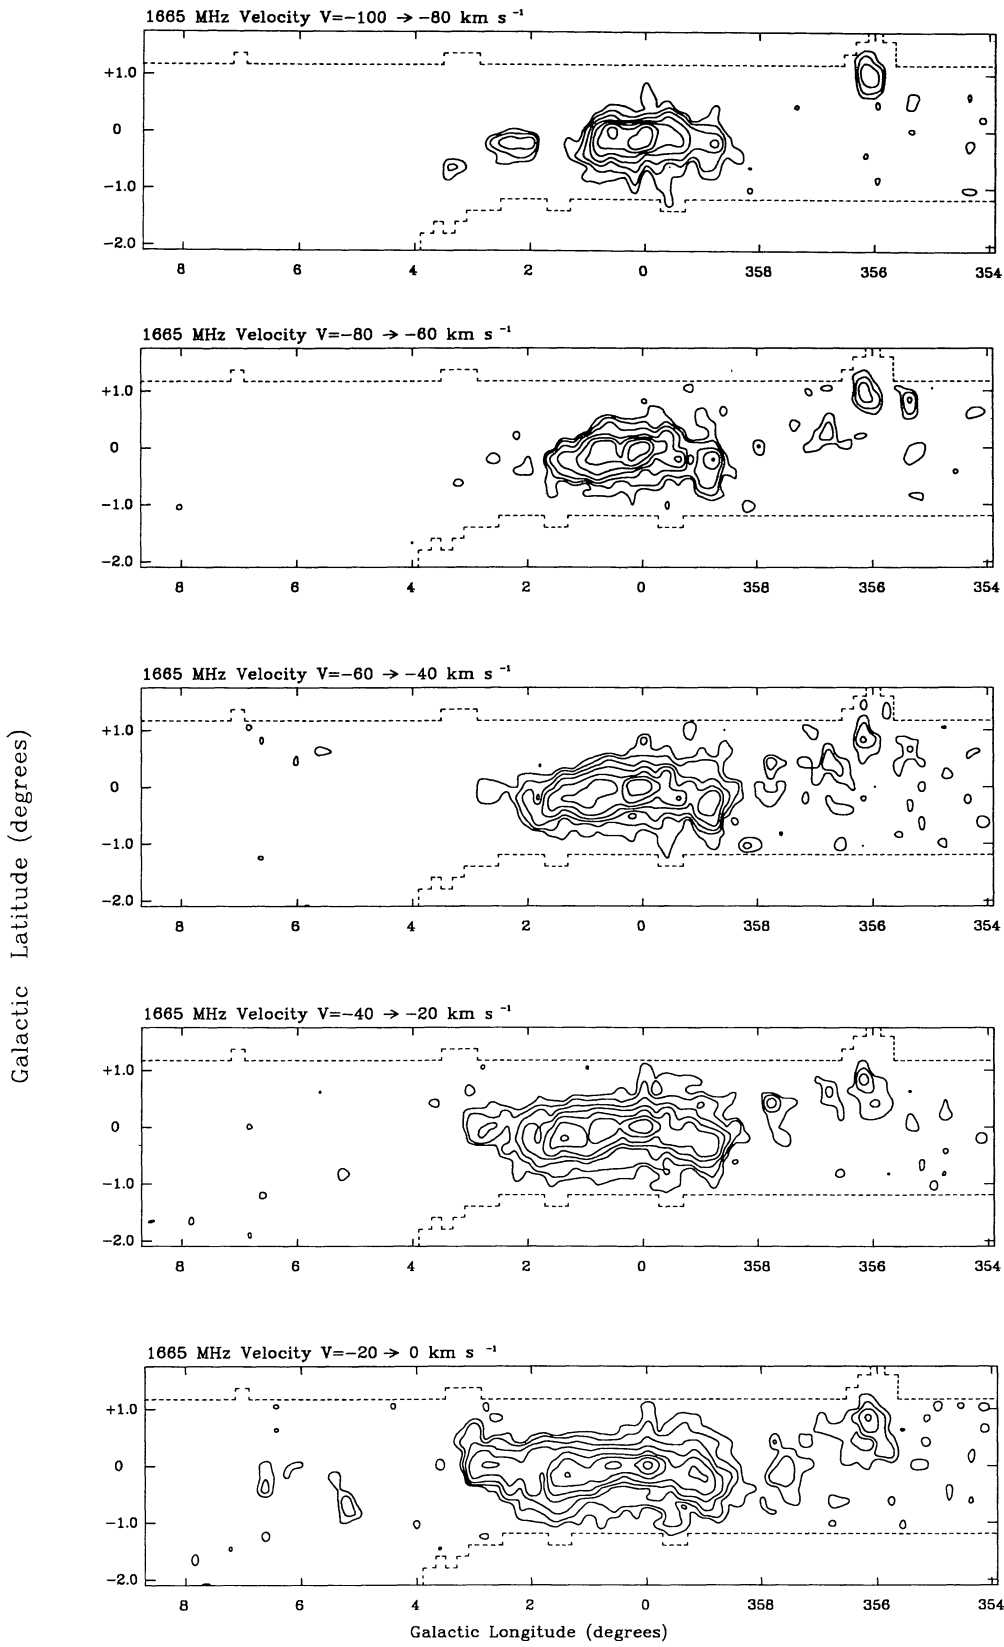 1665 MHz Velocity V=−100 → −80 km s⁻¹
+1.0
0
−1.0
−2.0
8 6 4 2 0 358 356 354
1665 MHz Velocity V=−80 → −60 km s⁻¹
+1.0
0
−1.0
−2.0
8 6 4 2 0 358 356 354
1665 MHz Velocity V=−60 → −40 km s⁻¹
+1.0
0
−1.0
−2.0
8 6 4 2 0 358 356 354
Galactic Latitude (degrees)
1665 MHz Velocity V=−40 → −20 km s⁻¹
+1.0
0
−1.0
−2.0
8 6 4 2 0 358 356 354
1665 MHz Velocity V=−20 → 0 km s⁻¹
+1.0
0
−1.0
−2.0
8 6 4 2 0 358 356 354
Galactic Longitude (degrees)